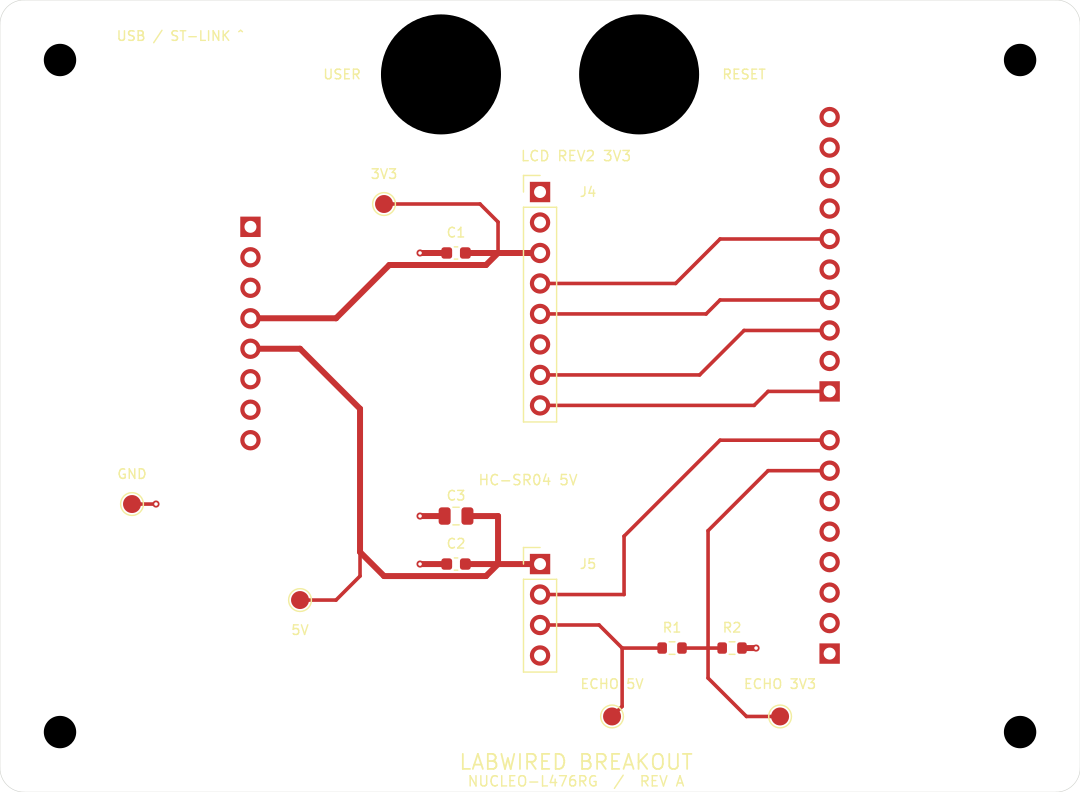 USB / ST-LINK ^
USER
RESET
LCD REV2 3V3
3V3
J4
C1
GND
HC-SR04 5V
C3
C2
J5
5V
R1
R2
ECHO 5V
ECHO 3V3
LABWIRED BREAKOUT
NUCLEO-L476RG / REV A